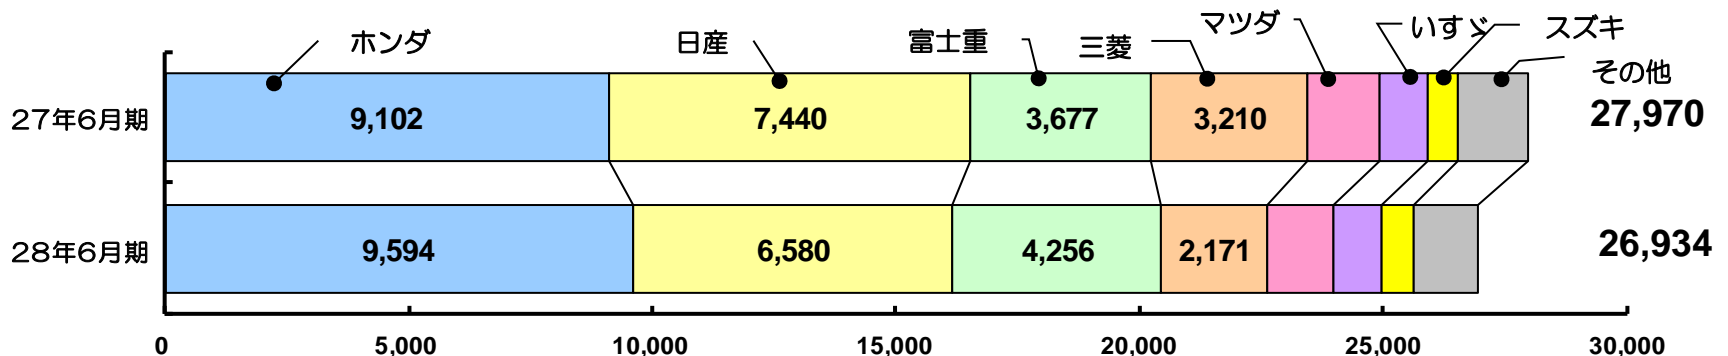 ホンダ 日産 富士重 三菱 マツダ いすゞ スズキ
その他
27年6月期 9,102 7,440 3,677 3,210 27,970
28年6月期 9,594 6,580 4,256 2,171 26,934
0 5,000 10,000 15,000 20,000 25,000 30,000